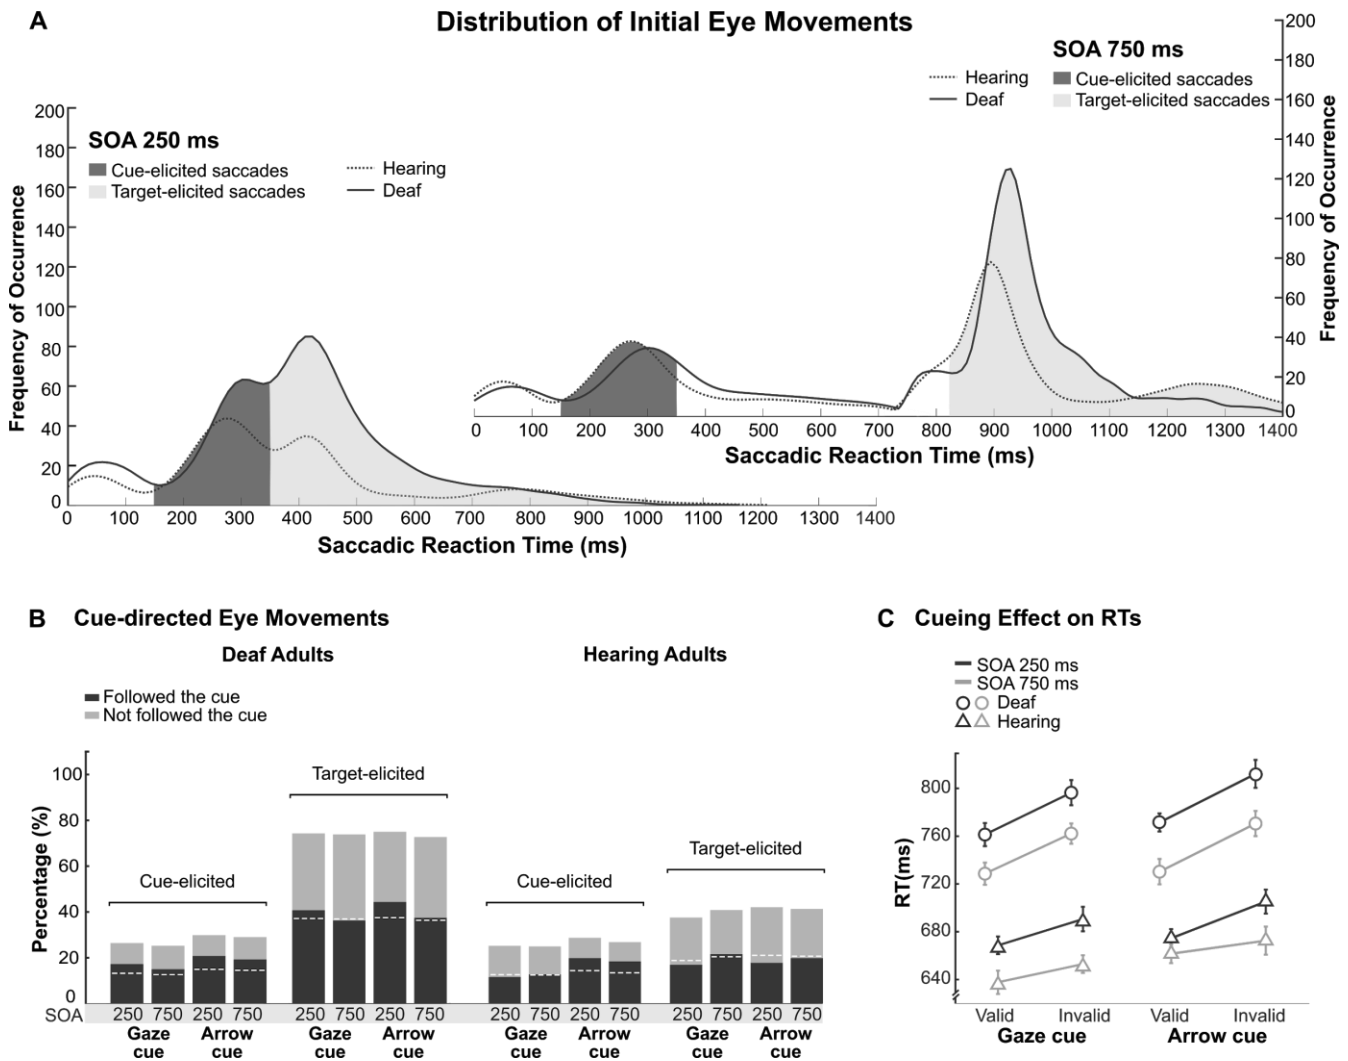 A
Distribution of Initial Eye Movements
SOA 250 ms
Cue-elicited saccades
Target-elicited saccades
Hearing
Deaf
Frequency of Occurrence
200
180
160
140
120
100
80
60
40
20
0
0 100 200 300 400 500 600 700 800 900 1000 1100 1200 1300 1400
Saccadic Reaction Time (ms)
SOA 750 ms
Hearing
Deaf
Cue-elicited saccades
Target-elicited saccades
Frequency of Occurrence
200
180
160
140
120
100
80
60
40
20
0
0 100 200 300 400 500 600 700 800 900 1000 1100 1200 1300 1400
Saccadic Reaction Time (ms)
B Cue-directed Eye Movements
Deaf Adults
Hearing Adults
Followed the cue
Not followed the cue
Percentage (%)
100
80
60
40
20
0
Cue-elicited
Target-elicited
Cue-elicited
Target-elicited
SOA 250 750 250 750 250 750 250 750 250 750 250 750 250 750 250 750
Gaze cue
Arrow cue
Gaze cue
Arrow cue
Gaze cue
Arrow cue
Gaze cue
Arrow cue
C Cueing Effect on RTs
SOA 250 ms
SOA 750 ms
Deaf
Hearing
RT(ms)
800
760
720
680
640
Valid Invalid Valid Invalid
Gaze cue Arrow cue